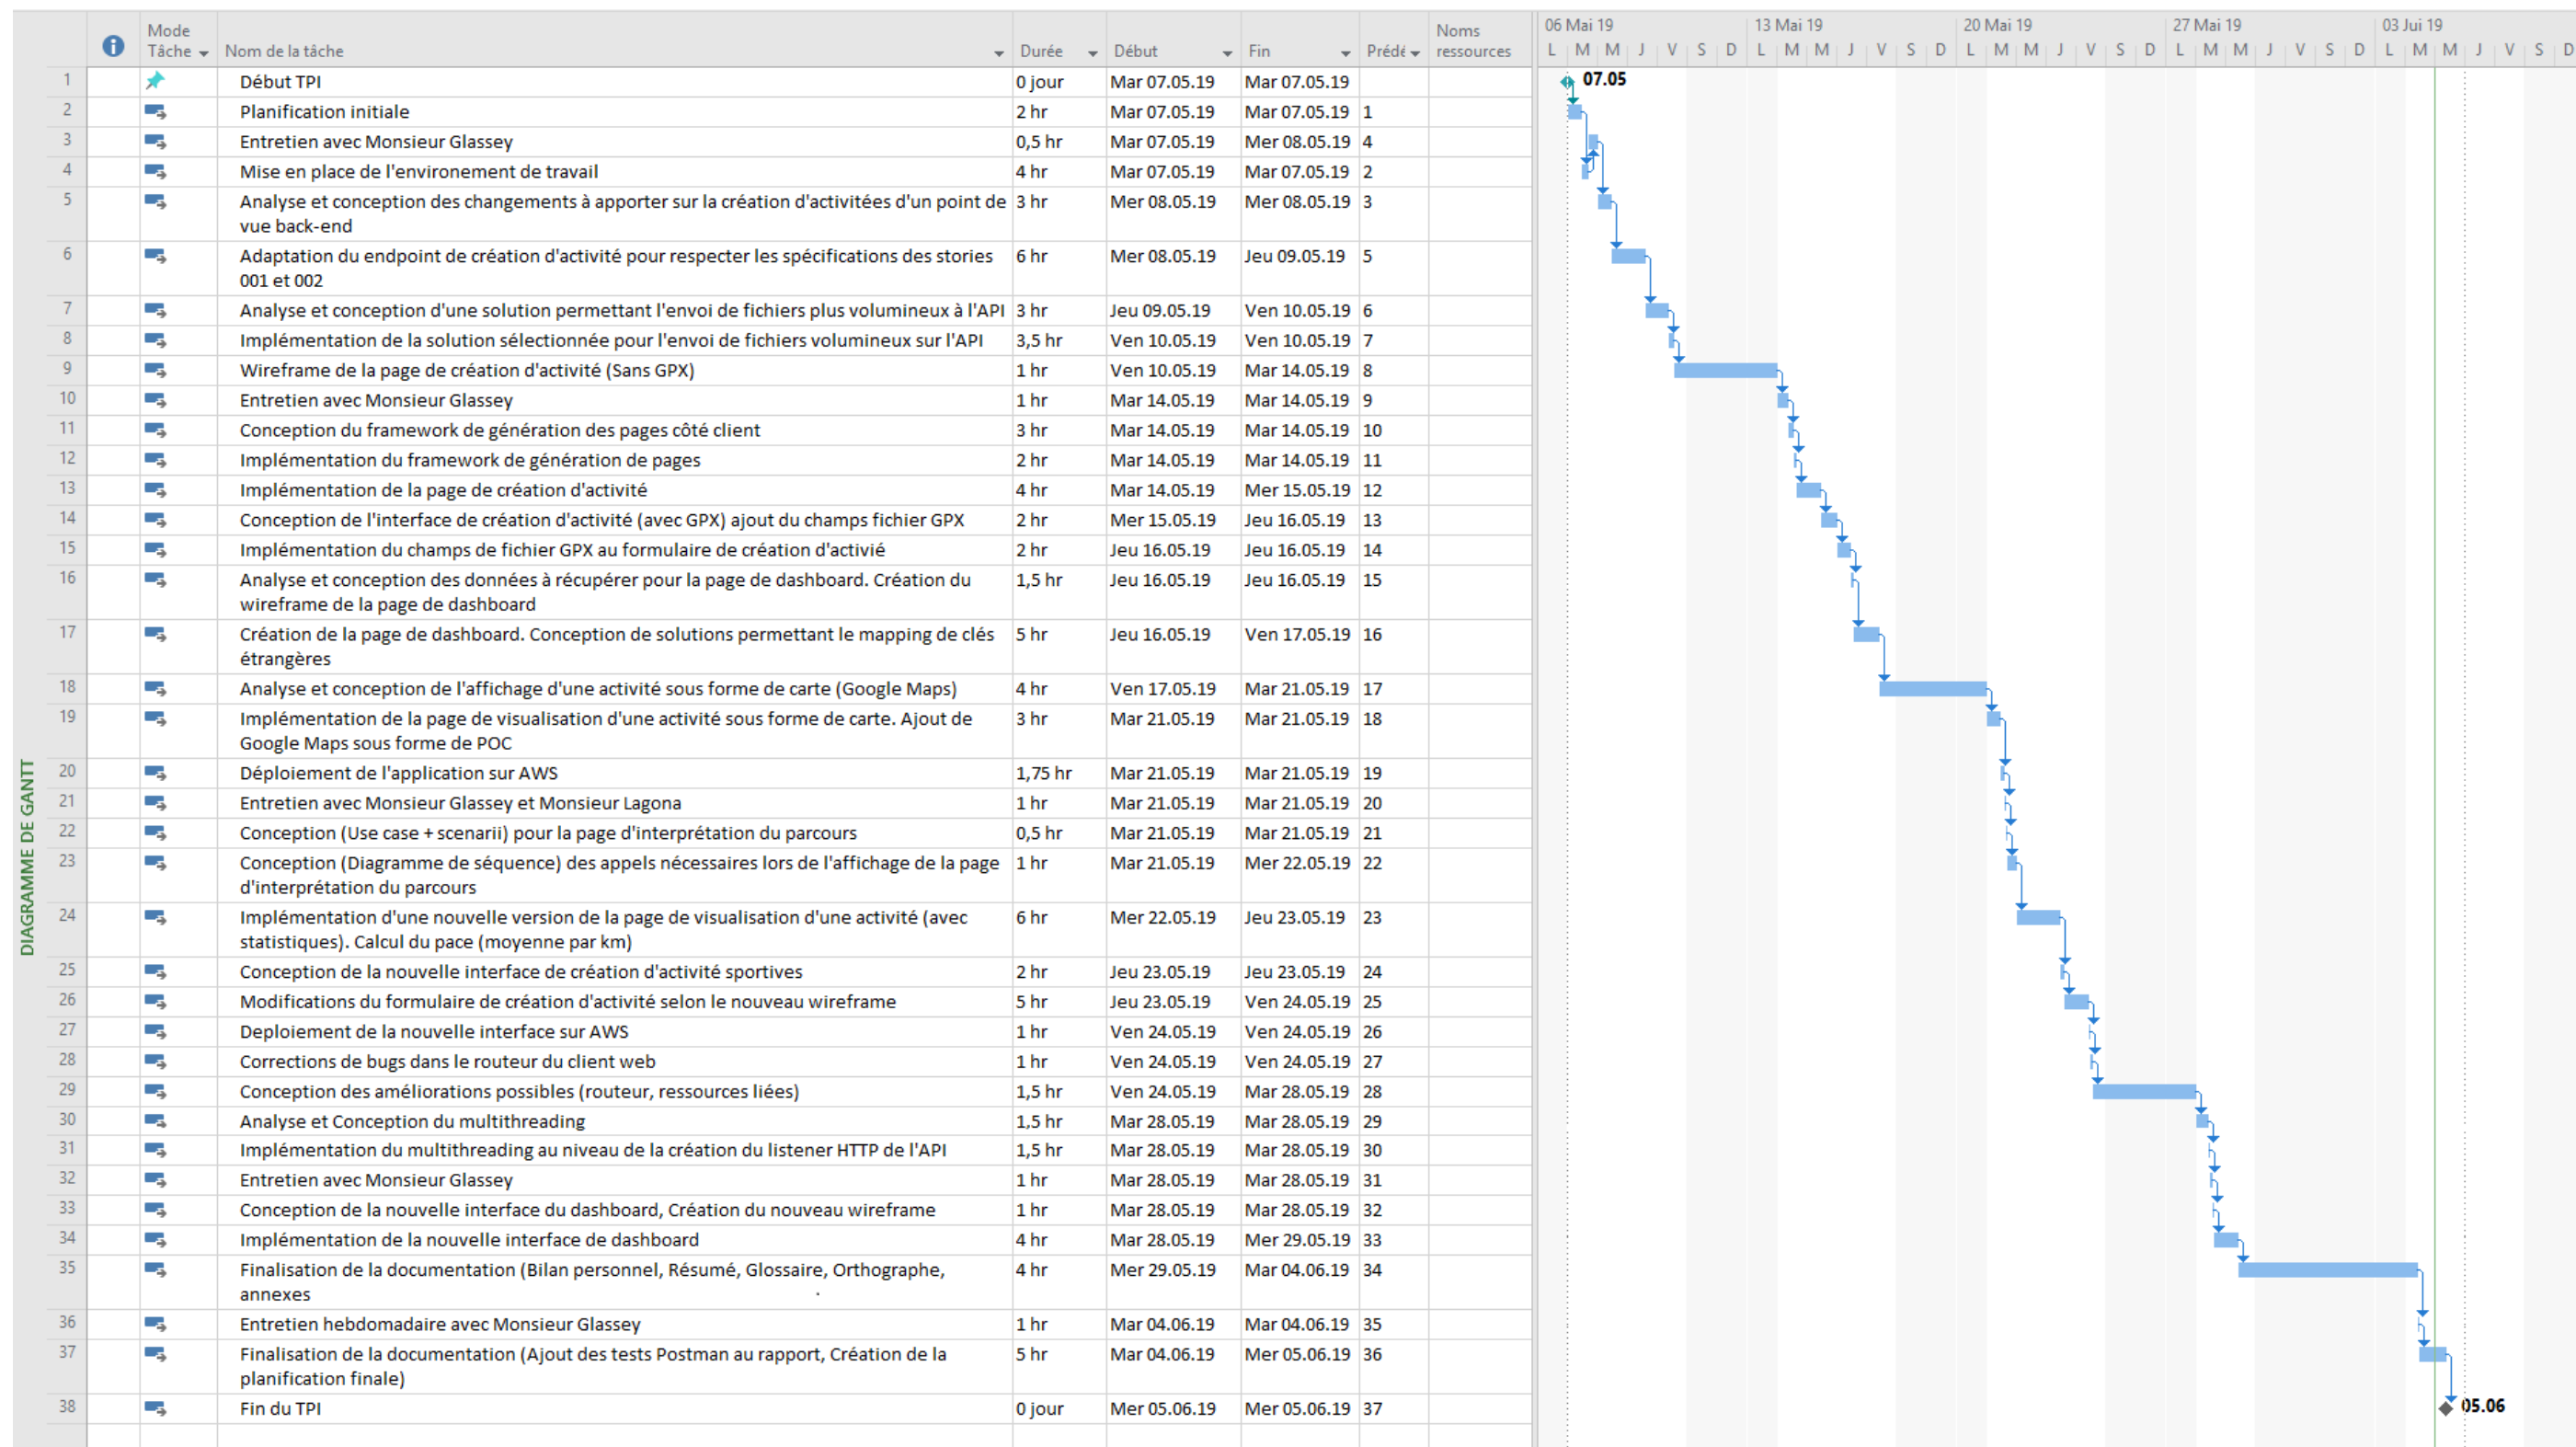 Mode
Tâche Nom de la tâche Durée Début Fin Prédé Noms
ressources
06 Mai 19 13 Mai 19 20 Mai 19 27 Mai 19 03 Jui 19
L M M J V S D L M M J V S D L M M J V S D L M M J V S D L M M J V S D
1 Début TPI 0 jour Mar 07.05.19 Mar 07.05.19
07.05
2 Planification initiale 2 hr Mar 07.05.19 Mar 07.05.19 1
3 Entretien avec Monsieur Glassey 0,5 hr Mar 07.05.19 Mer 08.05.19 4
4 Mise en place de l'environement de travail 4 hr Mar 07.05.19 Mar 07.05.19 2
5 Analyse et conception des changements à apporter sur la création d'activitées d'un point de 3 hr Mer 08.05.19 Mer 08.05.19 3
vue back-end
6 Adaptation du endpoint de création d'activité pour respecter les spécifications des stories 6 hr Mer 08.05.19 Jeu 09.05.19 5
001 et 002
7 Analyse et conception d'une solution permettant l'envoi de fichiers plus volumineux à l'API 3 hr Jeu 09.05.19 Ven 10.05.19 6
8 Implémentation de la solution sélectionnée pour l'envoi de fichiers volumineux sur l'API 3,5 hr Ven 10.05.19 Ven 10.05.19 7
9 Wireframe de la page de création d'activité (Sans GPX) 1 hr Ven 10.05.19 Mar 14.05.19 8
10 Entretien avec Monsieur Glassey 1 hr Mar 14.05.19 Mar 14.05.19 9
11 Conception du framework de génération des pages côté client 3 hr Mar 14.05.19 Mar 14.05.19 10
12 Implémentation du framework de génération de pages 2 hr Mar 14.05.19 Mar 14.05.19 11
13 Implémentation de la page de création d'activité 4 hr Mar 14.05.19 Mer 15.05.19 12
14 Conception de l'interface de création d'activité (avec GPX) ajout du champs fichier GPX 2 hr Mer 15.05.19 Jeu 16.05.19 13
15 Implémentation du champs de fichier GPX au formulaire de création d'activié 2 hr Jeu 16.05.19 Jeu 16.05.19 14
16 Analyse et conception des données à récupérer pour la page de dashboard. Création du 1,5 hr Jeu 16.05.19 Jeu 16.05.19 15
wireframe de la page de dashboard
17 Création de la page de dashboard. Conception de solutions permettant le mapping de clés 5 hr Jeu 16.05.19 Ven 17.05.19 16
étrangères
18 Analyse et conception de l'affichage d'une activité sous forme de carte (Google Maps) 4 hr Ven 17.05.19 Mar 21.05.19 17
19 Implémentation de la page de visualisation d'une activité sous forme de carte. Ajout de 3 hr Mar 21.05.19 Mar 21.05.19 18
Google Maps sous forme de POC
20 Déploiement de l'application sur AWS 1,75 hr Mar 21.05.19 Mar 21.05.19 19
21 Entretien avec Monsieur Glassey et Monsieur Lagona 1 hr Mar 21.05.19 Mar 21.05.19 20
22 Conception (Use case + scenarii) pour la page d'interprétation du parcours 0,5 hr Mar 21.05.19 Mar 21.05.19 21
23 Conception (Diagramme de séquence) des appels nécessaires lors de l'affichage de la page 1 hr Mar 21.05.19 Mer 22.05.19 22
d'interprétation du parcours
24 Implémentation d'une nouvelle version de la page de visualisation d'une activité (avec 6 hr Mer 22.05.19 Jeu 23.05.19 23
statistiques). Calcul du pace (moyenne par km)
25 Conception de la nouvelle interface de création d'activité sportives 2 hr Jeu 23.05.19 Jeu 23.05.19 24
26 Modifications du formulaire de création d'activité selon le nouveau wireframe 5 hr Jeu 23.05.19 Ven 24.05.19 25
27 Deploiement de la nouvelle interface sur AWS 1 hr Ven 24.05.19 Ven 24.05.19 26
28 Corrections de bugs dans le routeur du client web 1 hr Ven 24.05.19 Ven 24.05.19 27
29 Conception des améliorations possibles (routeur, ressources liées) 1,5 hr Ven 24.05.19 Mar 28.05.19 28
30 Analyse et Conception du multithreading 1,5 hr Mar 28.05.19 Mar 28.05.19 29
31 Implémentation du multithreading au niveau de la création du listener HTTP de l'API 1,5 hr Mar 28.05.19 Mar 28.05.19 30
32 Entretien avec Monsieur Glassey 1 hr Mar 28.05.19 Mar 28.05.19 31
33 Conception de la nouvelle interface du dashboard, Création du nouveau wireframe 1 hr Mar 28.05.19 Mar 28.05.19 32
34 Implémentation de la nouvelle interface de dashboard 4 hr Mar 28.05.19 Mer 29.05.19 33
35 Finalisation de la documentation (Bilan personnel, Résumé, Glossaire, Orthographe, 4 hr Mer 29.05.19 Mar 04.06.19 34
annexes
36 Entretien hebdomadaire avec Monsieur Glassey 1 hr Mar 04.06.19 Mar 04.06.19 35
37 Finalisation de la documentation (Ajout des tests Postman au rapport, Création de la 5 hr Mar 04.06.19 Mer 05.06.19 36
planification finale)
38 Fin du TPI 0 jour Mer 05.06.19 Mer 05.06.19 37
05.06
DIAGRAMME DE GANTT